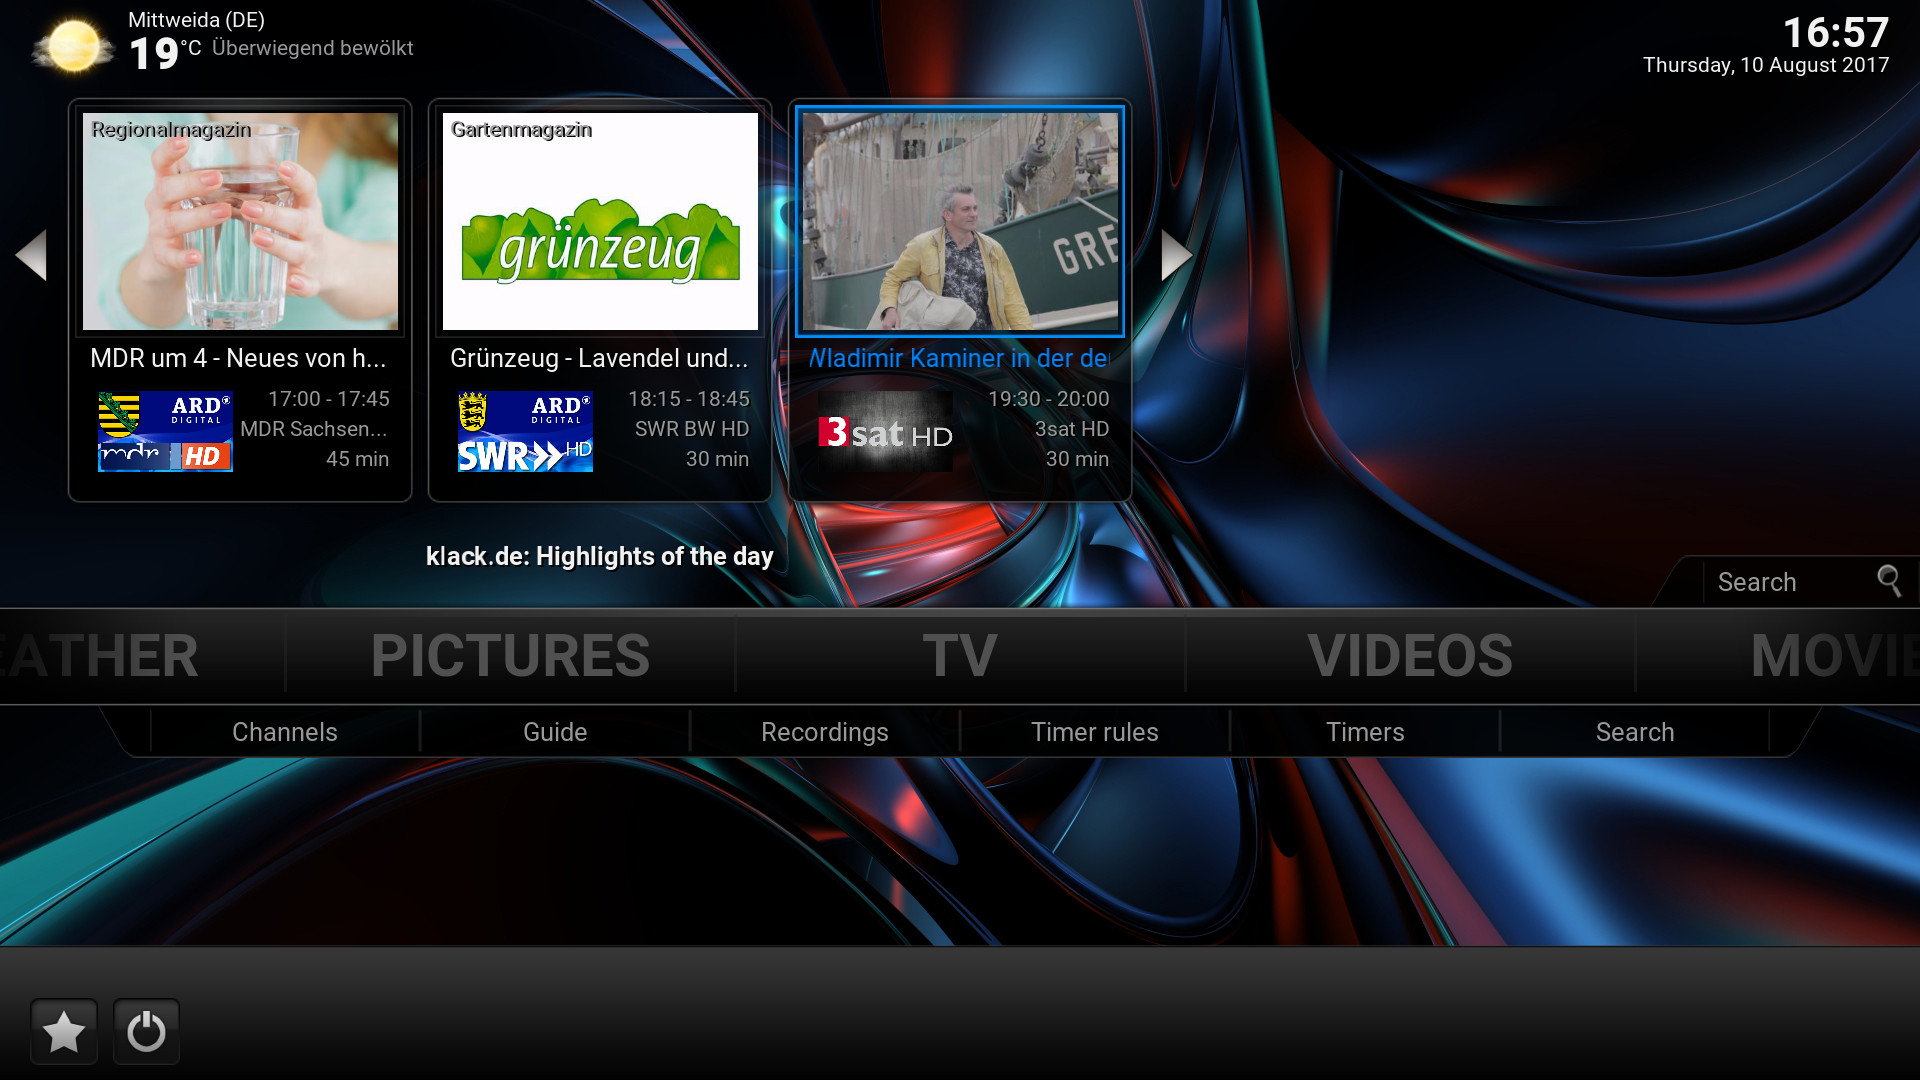 Mittweida (DE)
19°C Überwiegend bewölkt
16:57
Thursday, 10 August 2017
Regionalmagazin
MDR um 4 - Neues von h...
ARD
DIGITAL
mdr HD
17:00 - 17:45
MDR Sachsen...
45 min
Gartenmagazin
grünzeug
Grünzeug - Lavendel und...
ARD
DIGITAL
SWR HD
18:15 - 18:45
SWR BW HD
30 min
GRE
Wladimir Kaminer in der de
3sat HD
19:30 - 20:00
3sat HD
30 min
klack.de: Highlights of the day
Search
EATHER
PICTURES
TV
VIDEOS
MOVIE
Channels
Guide
Recordings
Timer rules
Timers
Search